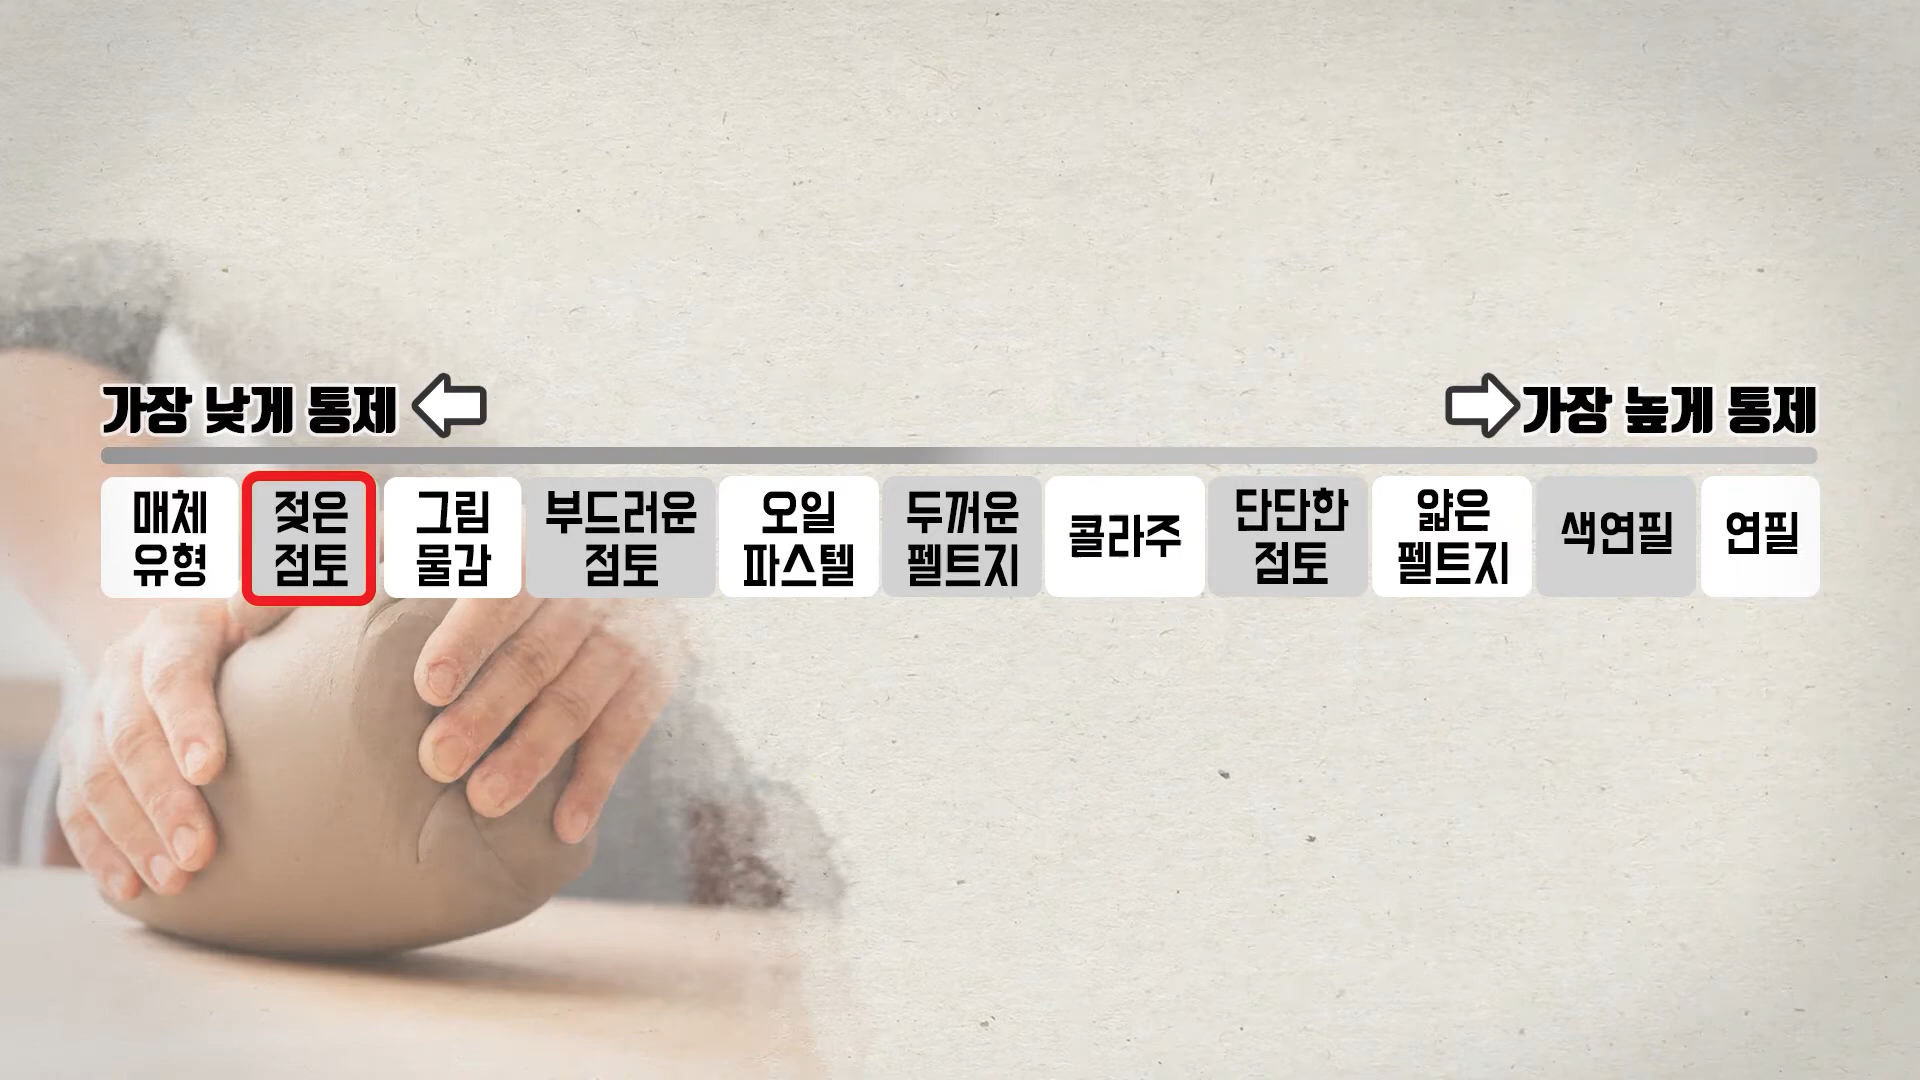 가장 낮게 통제
가장 높게 통제
매체
유형
젖은
점토
그림
물감
부드러운
점토
오일
파스텔
두꺼운
펠트지
콜라주
단단한
점토
얇은
펠트지
색연필
연필